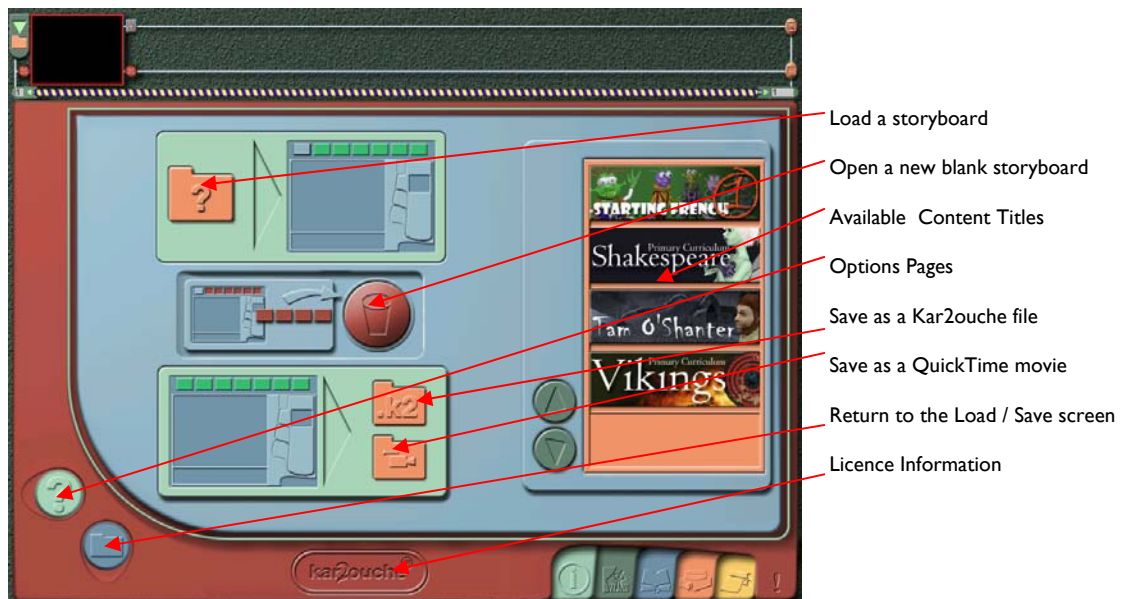 Load a storyboard
Open a new blank storyboard
STARTING FRENCH 1
Available Content Titles
Primary Curriculum
Shakespeare
Options Pages
Tam O'Shanter
Save as a Kar2ouche file
Primary Curriculum
Vikings
Save as a QuickTime movie
.k2
Return to the Load / Save screen
Licence Information
?
?
kar2ouche
i
!